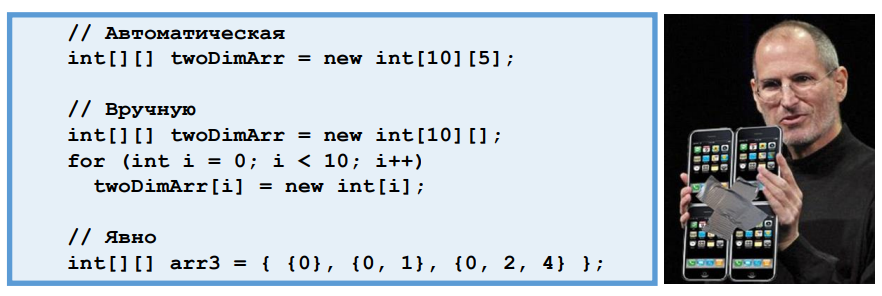 // Автоматическая
int[][] twoDimArr = new int[10][5];
// Вручную
int[][] twoDimArr = new int[10][];
for (int i = 0; i < 10; i++)
twoDimArr[i] = new int[i];
// Явно
int[][] arr3 = { {0}, {0, 1}, {0, 2, 4} };